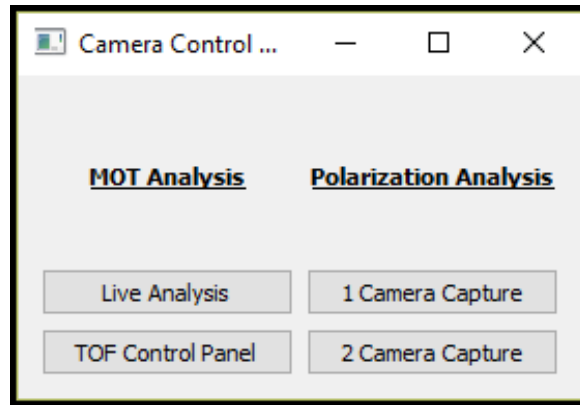 Camera Control ...
MOT Analysis
Polarization Analysis
Live Analysis
1 Camera Capture
TOF Control Panel
2 Camera Capture